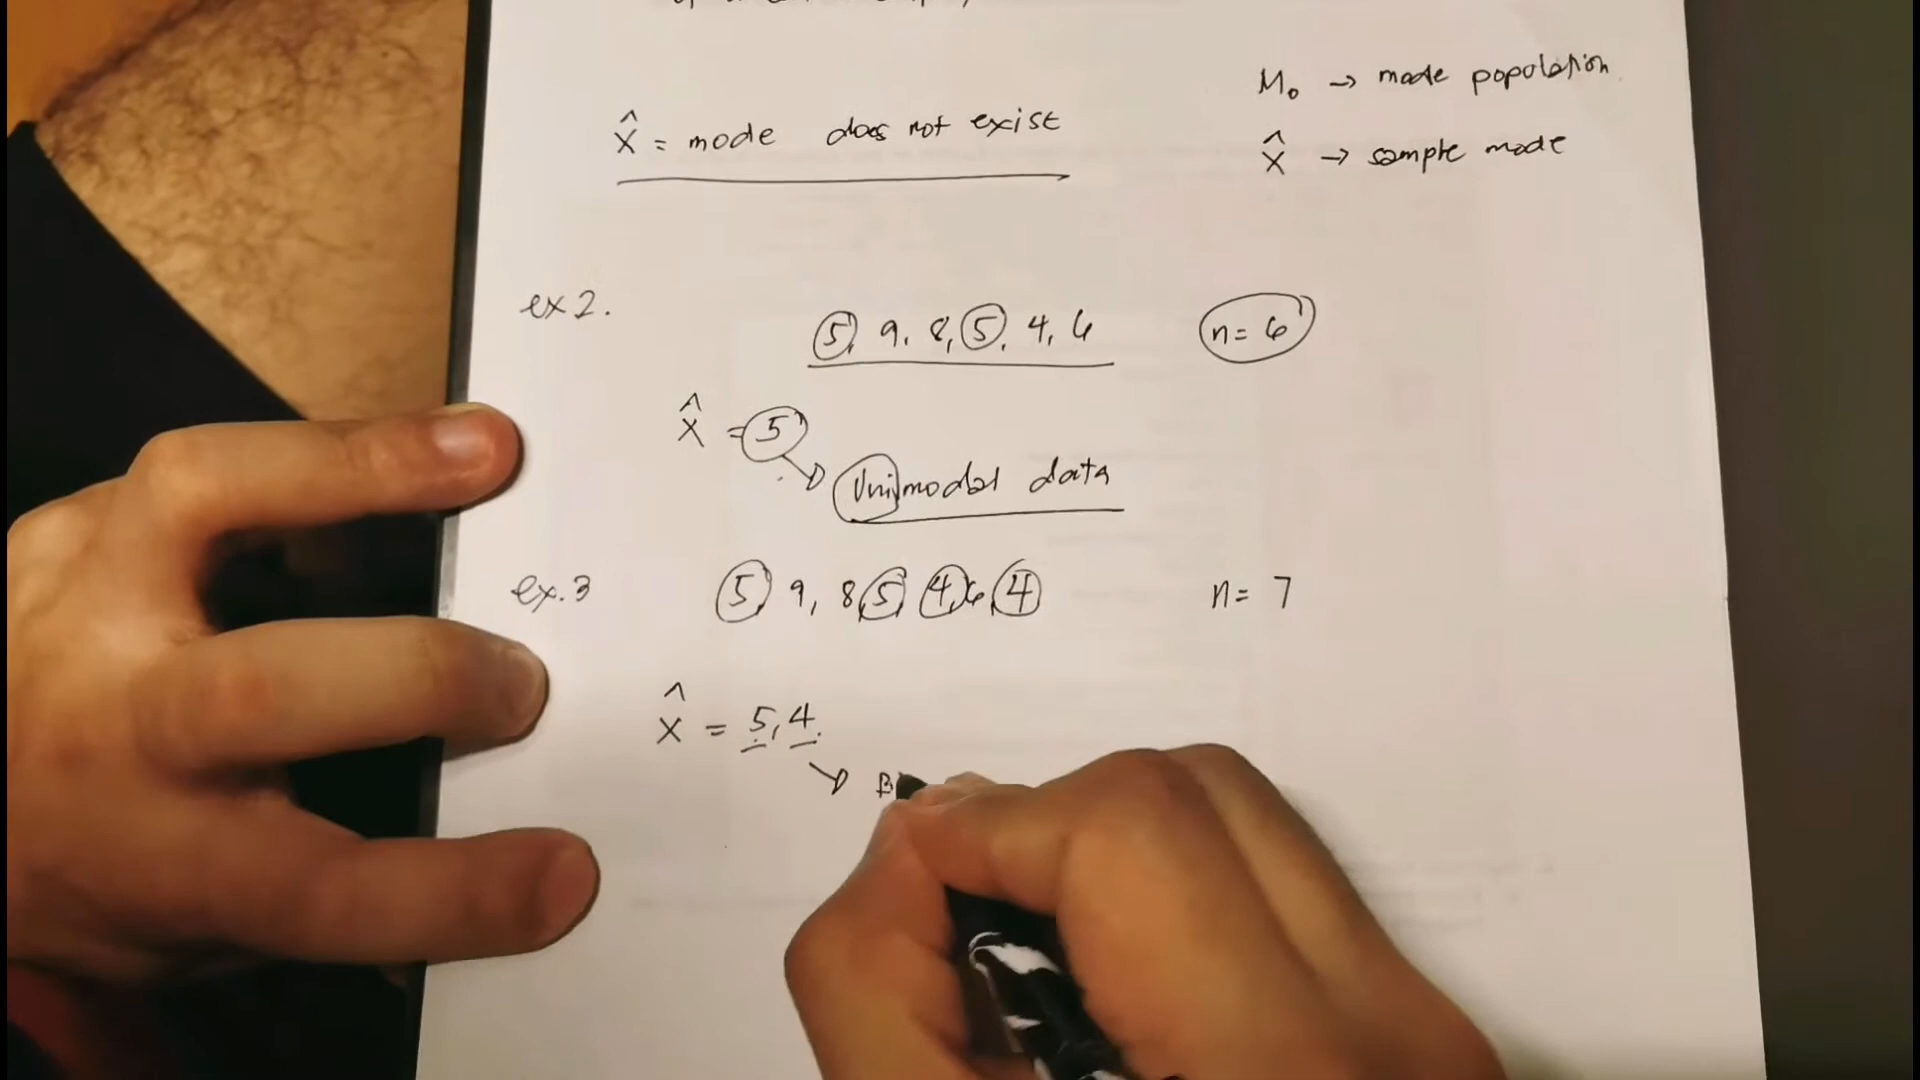 M₀ → mode population
X̂ = mode does not exist
X̂ → sample mode
ex 2.
5, 9, 8, 5, 4, 6
n = 6
X̂ = 5
Unimodal data
ex. 3
5, 9, 8, 5, 4, 6, 4
n = 7
X̂ = 5, 4.
B